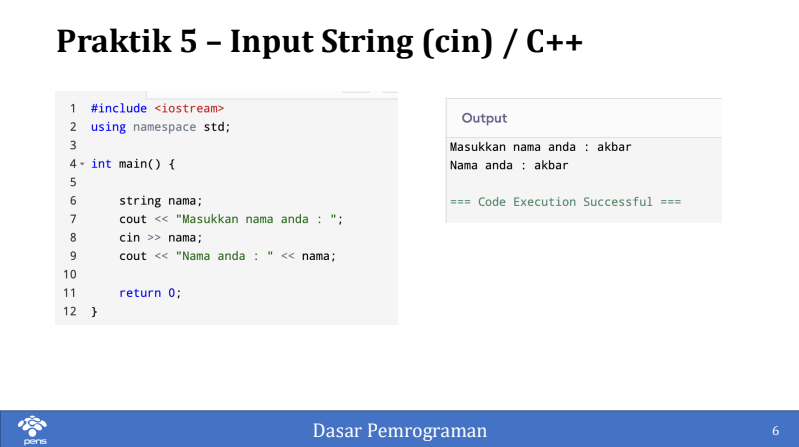 Praktik 5 – Input String (cin) / C++
1 #include <iostream>
2 using namespace std;
3
4 int main() {
5
6     string nama;
7     cout << "Masukkan nama anda : ";
8     cin >> nama;
9     cout << "Nama anda : " << nama;
10
11     return 0;
12 }
Output
Masukkan nama anda : akbar
Nama anda : akbar
=== Code Execution Successful ===
pens
Dasar Pemrograman
6